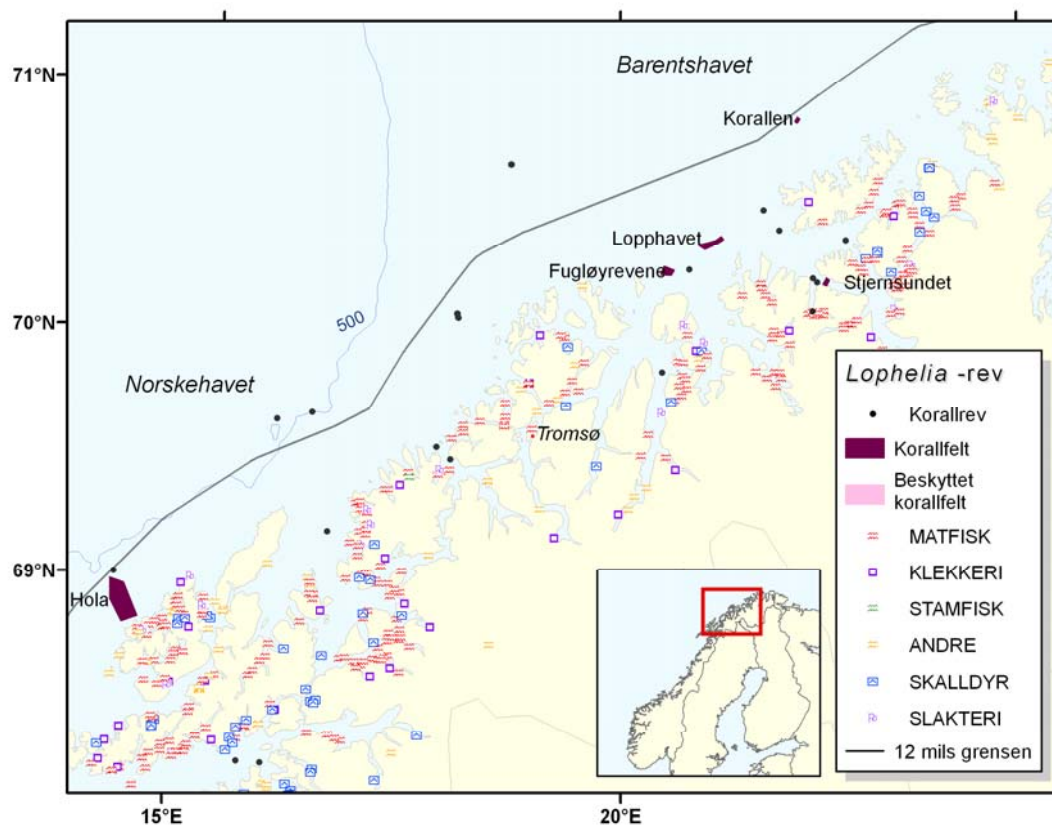 71°N
70°N
69°N
15°E
20°E
Barentshavet
Korallen
Lopphavet
Fugløyrevene
Stjernsundet
500
Norskehavet
Tromsø
Hola
Lophelia -rev
Korallrev
Korallfelt
Beskyttet
korallfelt
MATFISK
KLEKKERI
STAMFISK
ANDRE
SKALLDYR
SLAKTERI
12 mils grensen